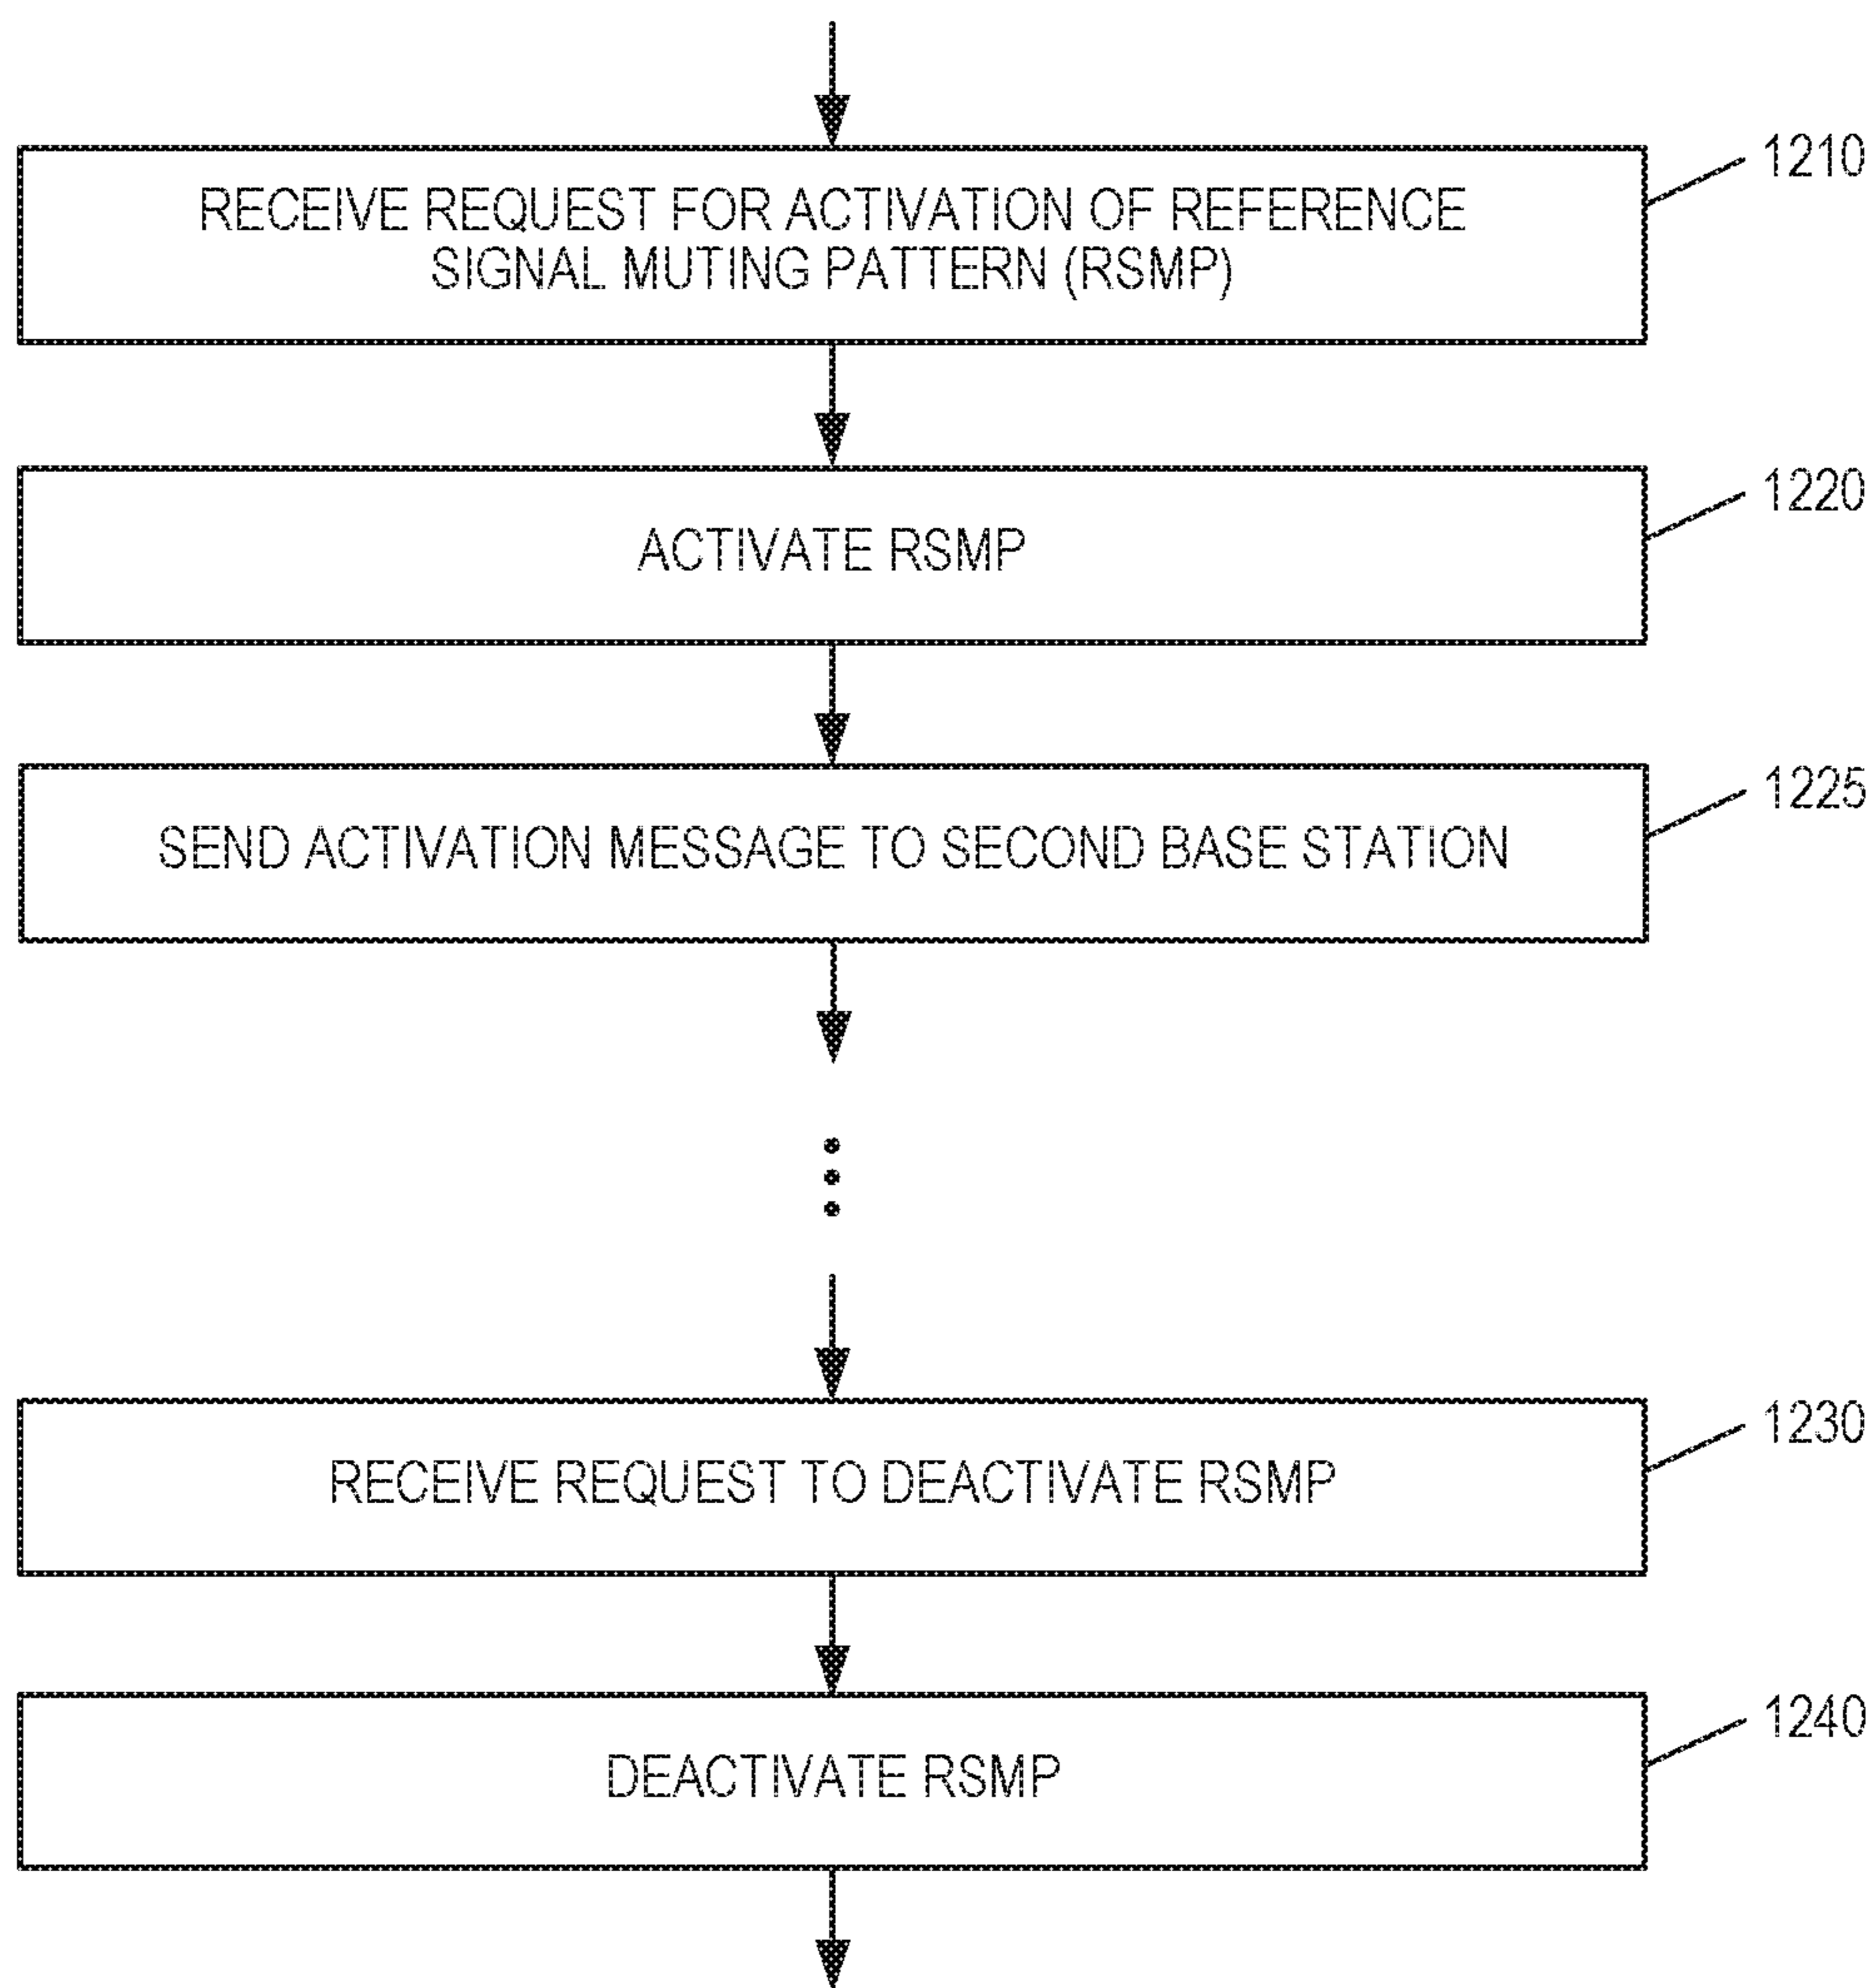 RECEIVE REQUEST FOR ACTIVATION OF REFERENCE
SIGNAL MUTING PATTERN (RSMP)
1210
ACTIVATE RSMP
1220
SEND ACTIVATION MESSAGE TO SECOND BASE STATION
1225
RECEIVE REQUEST TO DEACTIVATE RSMP
1230
DEACTIVATE RSMP
1240